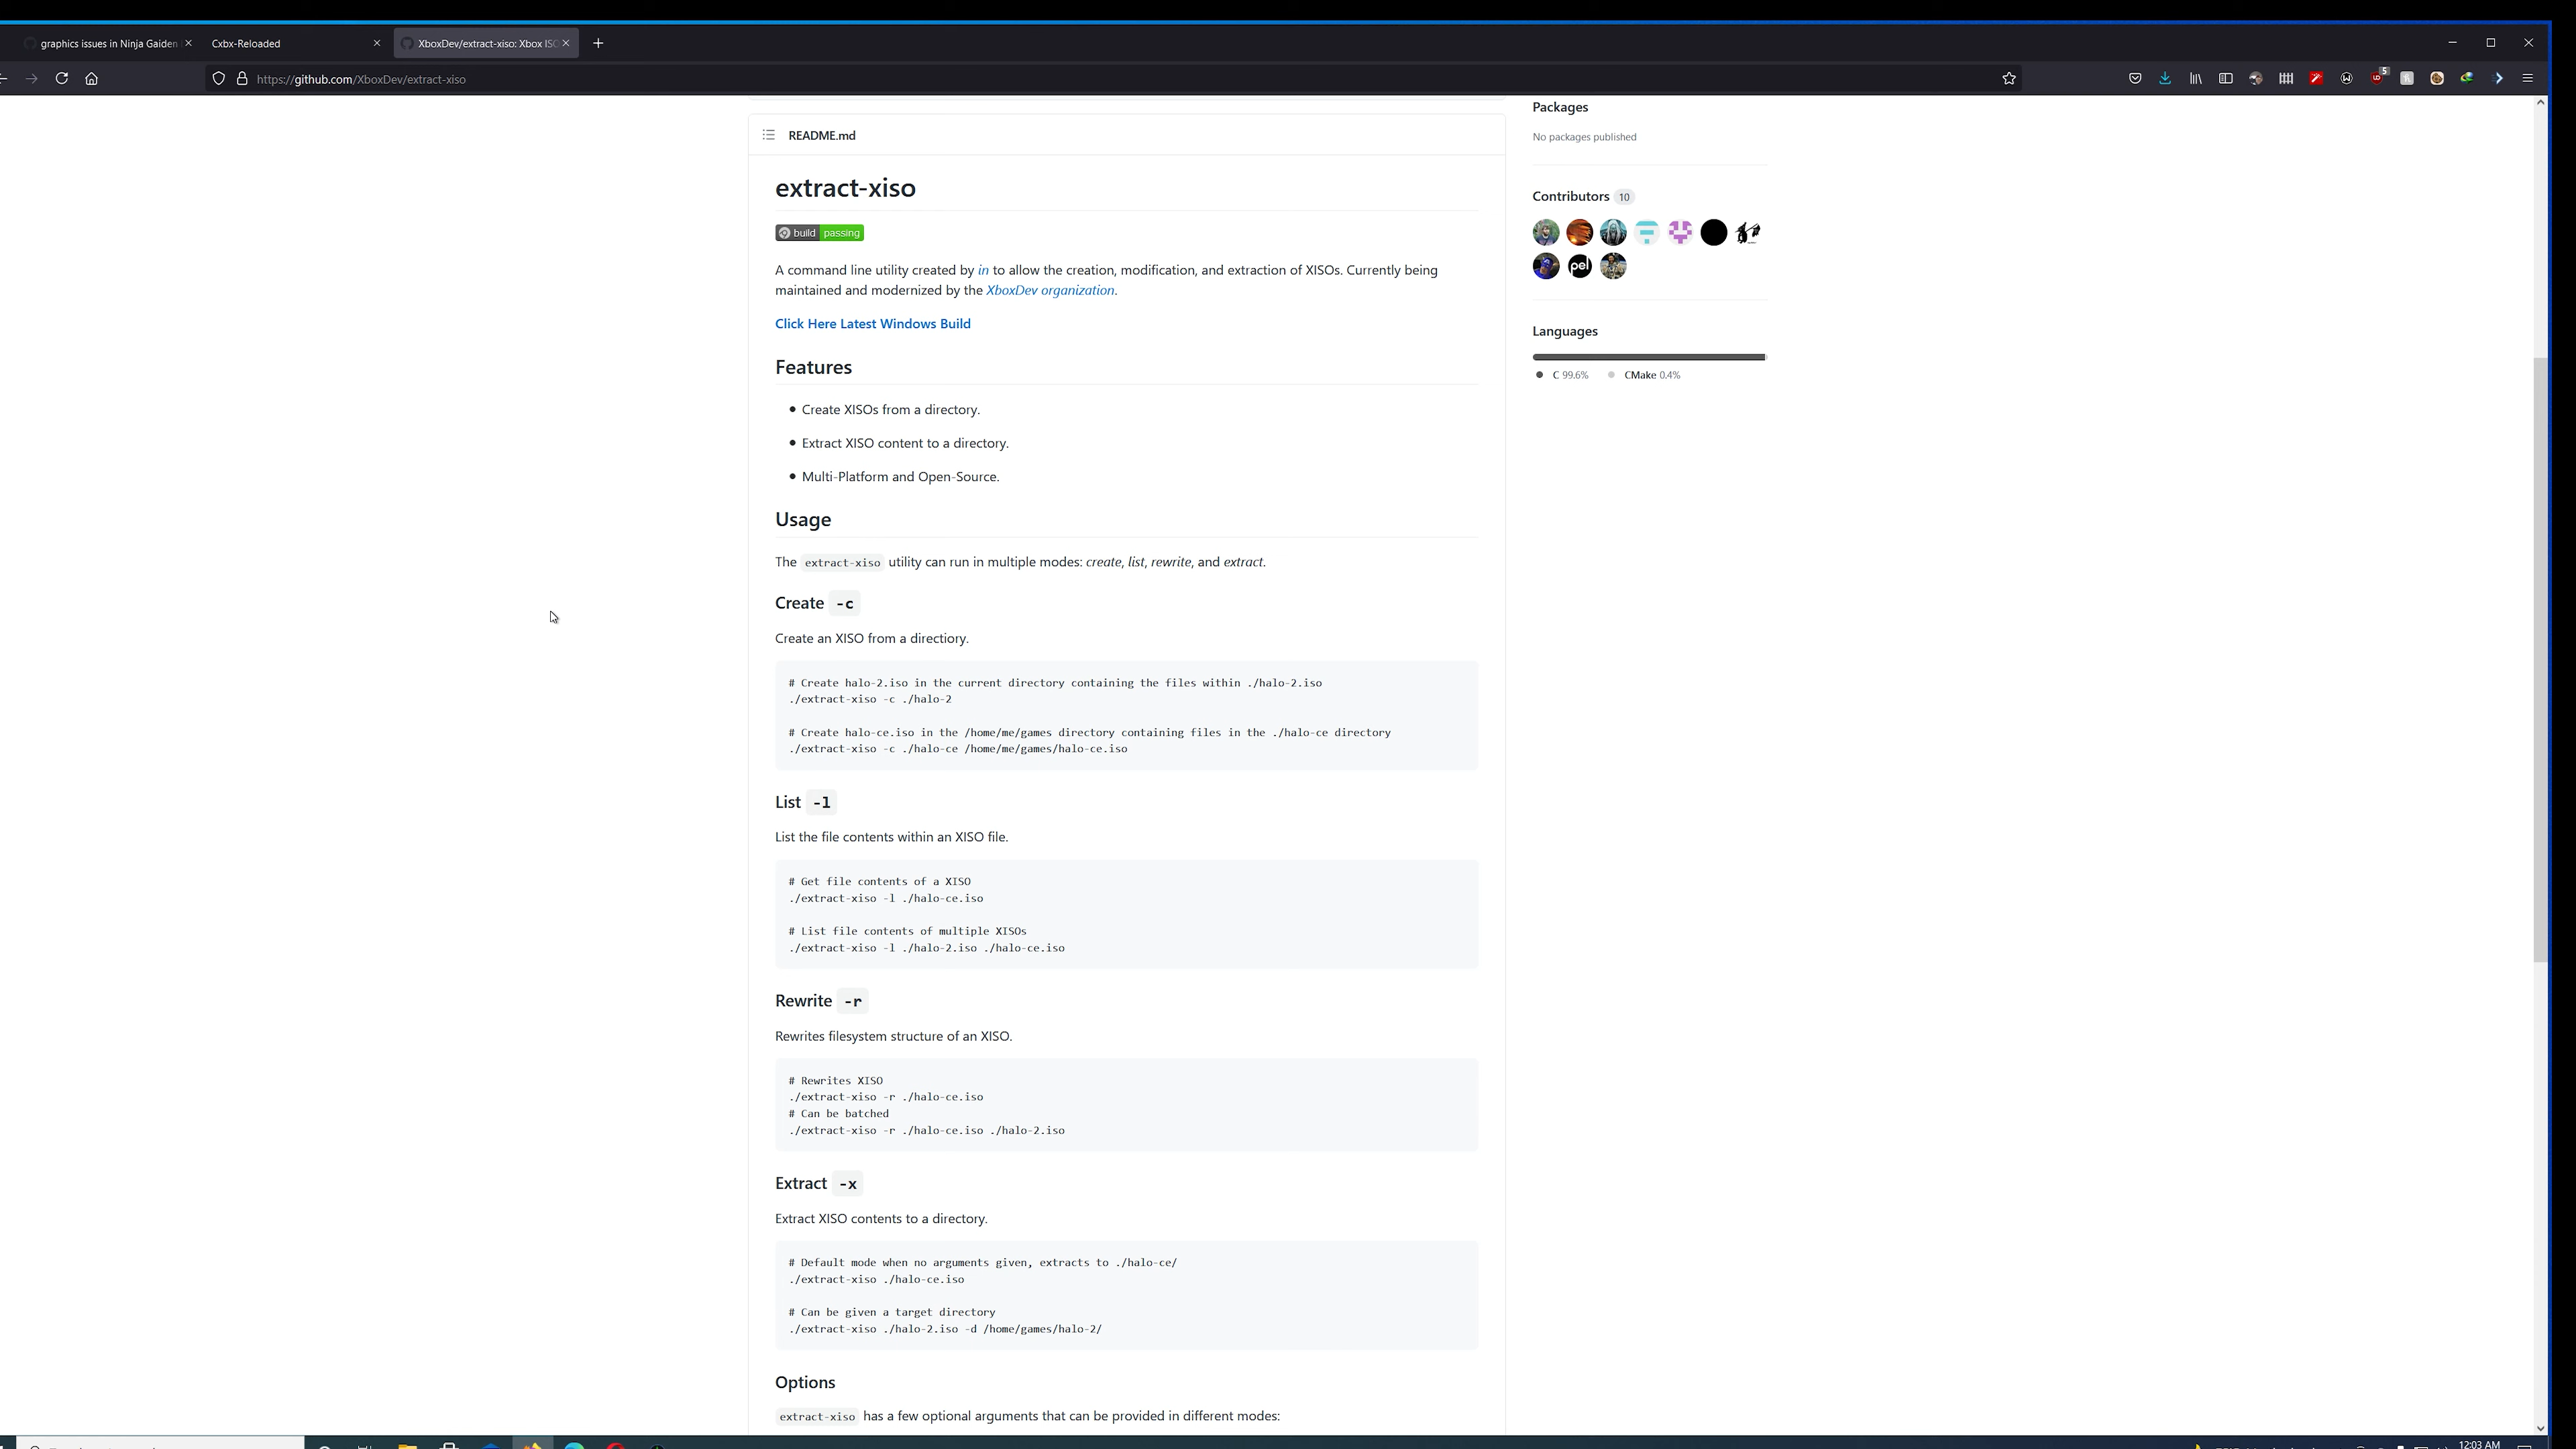 graphics issues in Ninja Gaiden
Cxbx-Reloaded
XboxDev/extract-xiso: Xbox ISO
https://github.com/XboxDev/extract-xiso
5
README.md
extract-xiso
build passing
A command line utility created by in to allow the creation, modification, and extraction of XISOs. Currently being
maintained and modernized by the XboxDev organization.
Click Here Latest Windows Build
Features
Create XISOs from a directory.
Extract XISO content to a directory.
Multi-Platform and Open-Source.
Usage
The extract-xiso utility can run in multiple modes: create, list, rewrite, and extract.
Create -c
Create an XISO from a directiory.
# Create halo-2.iso in the current directory containing the files within ./halo-2.iso
./extract-xiso -c ./halo-2
# Create halo-ce.iso in the /home/me/games directory containing files in the ./halo-ce directory
./extract-xiso -c ./halo-ce /home/me/games/halo-ce.iso
List -l
List the file contents within an XISO file.
# Get file contents of a XISO
./extract-xiso -l ./halo-ce.iso
# List file contents of multiple XISOs
./extract-xiso -l ./halo-2.iso ./halo-ce.iso
Rewrite -r
Rewrites filesystem structure of an XISO.
# Rewrites XISO
./extract-xiso -r ./halo-ce.iso
# Can be batched
./extract-xiso -r ./halo-ce.iso ./halo-2.iso
Extract -x
Extract XISO contents to a directory.
# Default mode when no arguments given, extracts to ./halo-ce/
./extract-xiso ./halo-ce.iso
# Can be given a target directory
./extract-xiso ./halo-2.iso -d /home/games/halo-2/
Options
extract-xiso has a few optional arguments that can be provided in different modes:
Packages
No packages published
Contributors 10
pel
Languages
C 99.6% CMake 0.4%
12:03 AM